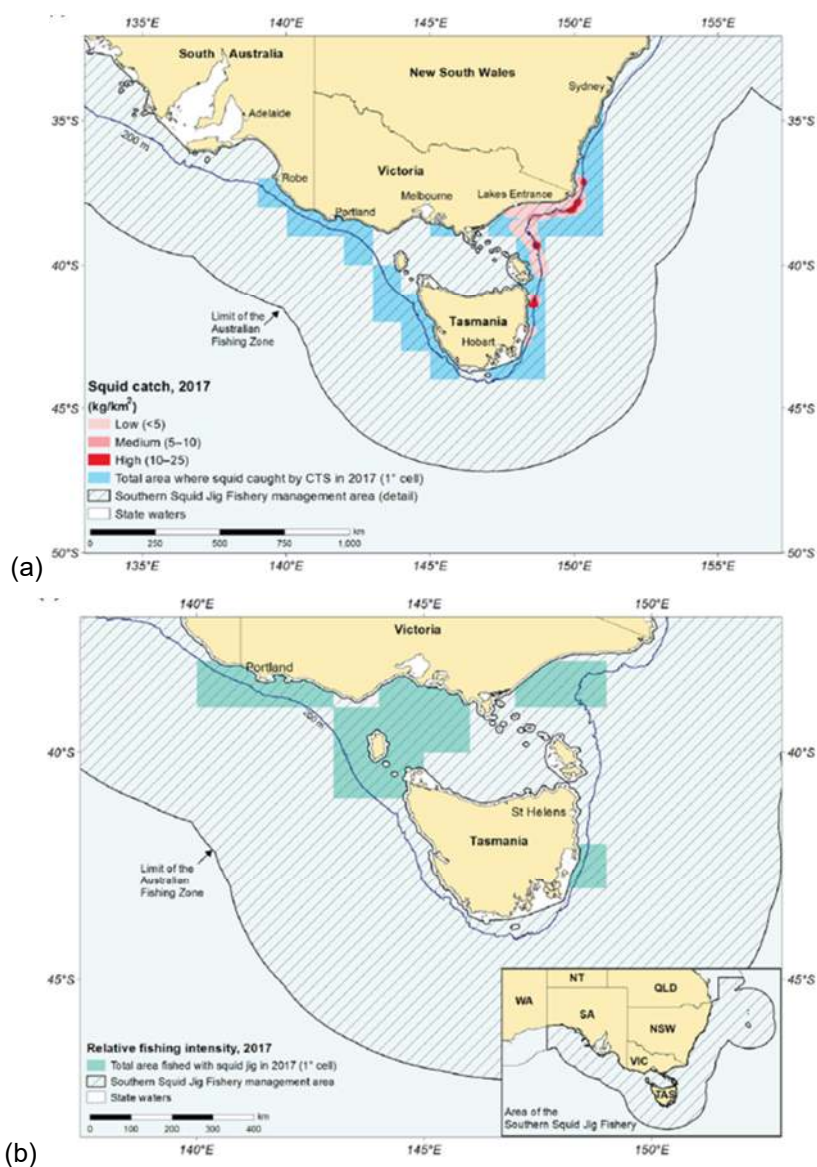 135°E 140°E 145°E 150°E 155°E
South Australia
New South Wales
Sydney
Adelaide
35°S 35°S
200 m
Victoria
Robe
Melbourne
Lakes Entrance
Portland
40°S 40°S
Limit of the
Australian
Fishing Zone
Tasmania
Hobart
Squid catch, 2017
(kg/km²)
45°S 45°S
Low (<5)
Medium (5–10)
High (10–25)
Total area where squid caught by CTS in 2017 (1° cell)
Southern Squid Jig Fishery management area (detail)
State waters
km
0 250 500 750 1,000
50°S 50°S
135°E 140°E 145°E 150°E 155°E
(a)
140°E 145°E 150°E
Victoria
Portland
200 m
40°S 40°S
St Helens
Tasmania
Limit of the
Australian
Fishing Zone
45°S 45°S
NT
QLD
WA
SA
NSW
VIC
TAS
Area of the
Southern Squid Jig Fishery
Relative fishing intensity, 2017
Total area fished with squid jig in 2017 (1° cell)
Southern Squid Jig Fishery management area
State waters
km
0 100 200 300 400
140°E 145°E 150°E
(b)